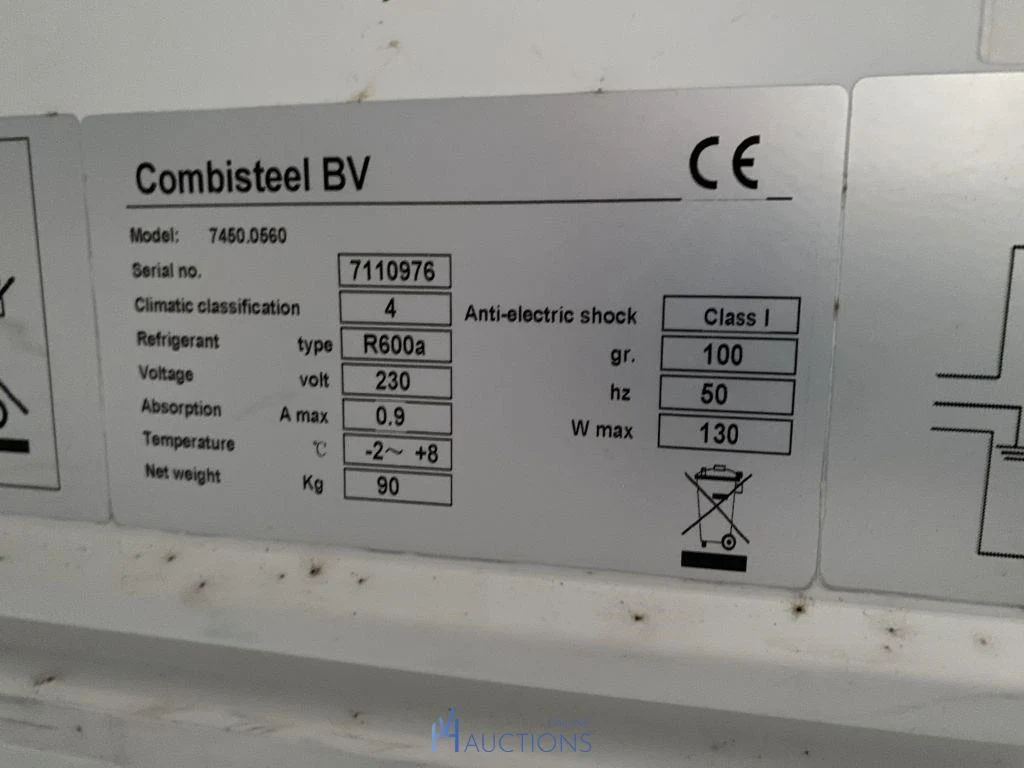 Combisteel BV CE
Model: 7450.0560
Serial no. 7110976
Climatic classification 4 Anti-electric shock Class I
Refrigerant type R600a gr. 100
Voltage volt 230 hz 50
Absorption A max 0.9 W max 130
Temperature °C -2~ +8
Net weight Kg 90
AUCTIONS